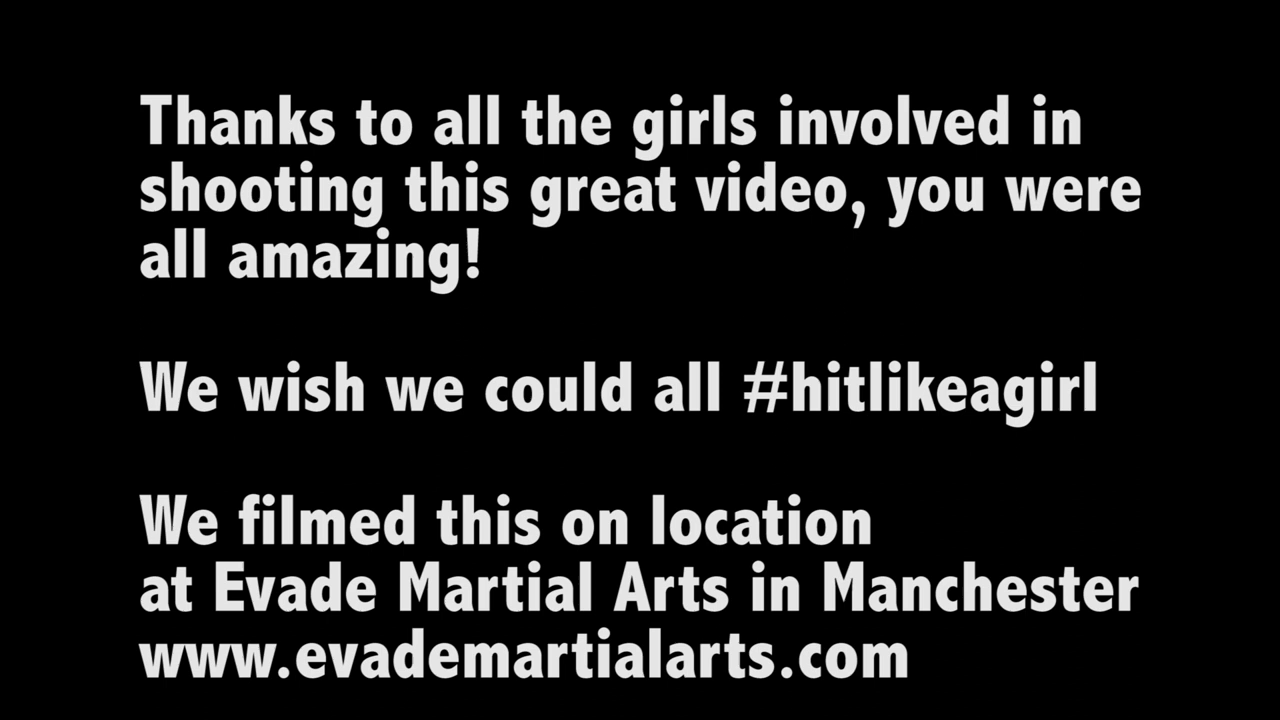 Thanks to all the girls involved in
shooting this great video, you were
all amazing!
We wish we could all #hitlikeagirl
We filmed this on location
at Evade Martial Arts in Manchester
www.evademartialarts.com